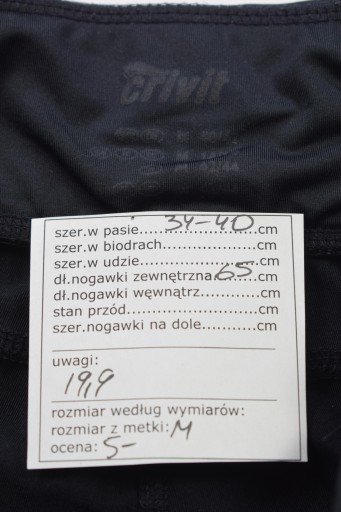 crivit
szer.w pasie......34-40.cm
szer.w biodrach................cm
szer.w udzie.....................cm
dł.nogawki zewnętrzna 65.cm
dł.nogawki węwnątrz..........cm
stan przód.......................cm
szer.nogawki na dole..........cm
uwagi:
19,9
rozmiar według wymiarów:
rozmiar z metki: M
ocena: 5-